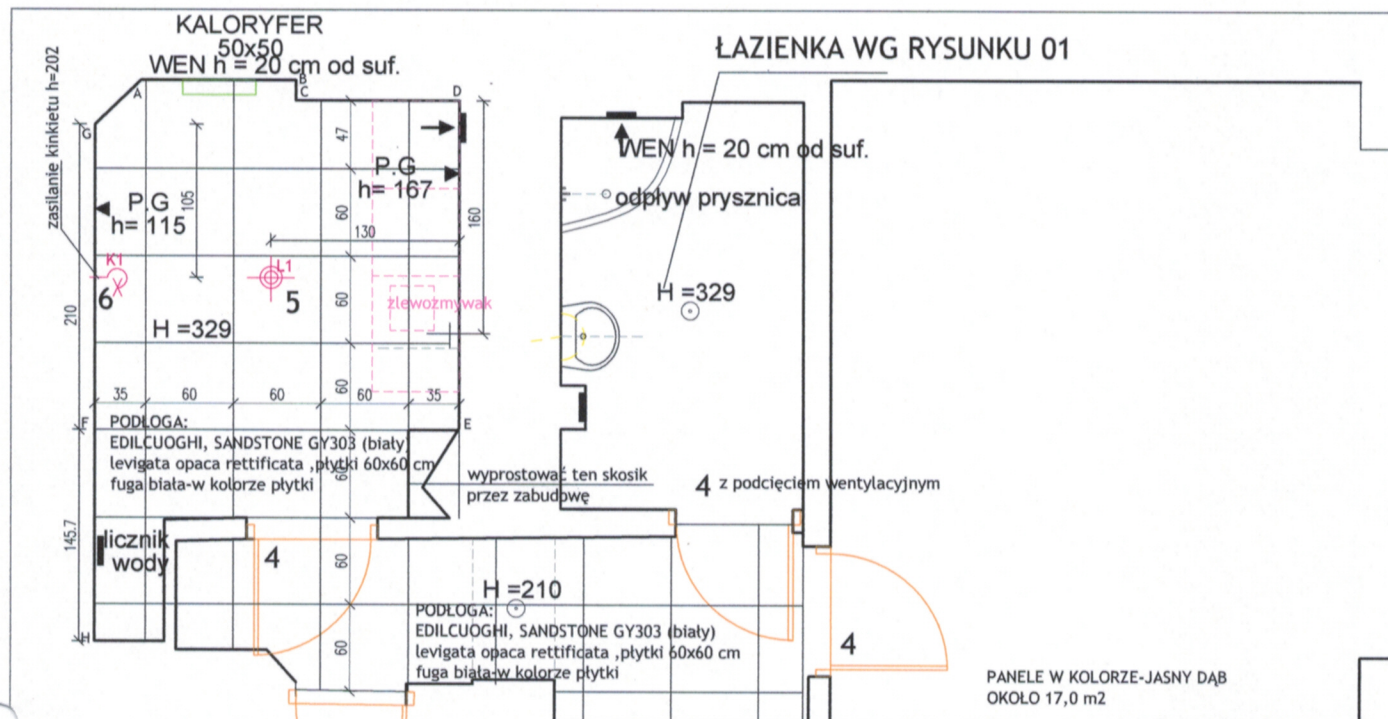 KALORYFER
50x50
WEN h = 20 cm od suf.
ŁAZIENKA WG RYSUNKU 01
zasilanie kinkietu h=202
A
B
C
D
G
47
P.G
h= 167
WEN h = 20 cm od suf.
odpływ prysznica
P.G
h= 115
105
60
160
130
K1
L1
6
5
zlewozmywak
H =329
H =329
210
60
60
35
60
60
60
35
F
E
PODŁOGA:
EDILCUOGHI, SANDSTONE GY303 (biały)
levigata opaca rettificata ,płytki 60x60 cm
fuga biała-w kolorze płytki
60
wyprostować ten skosik
przez zabudowę
4 z podcięciem wentylacyjnym
145.7
licznik
wody
4
60
H =210
PODŁOGA:
EDILCUOGHI, SANDSTONE GY303 (biały)
levigata opaca rettificata ,płytki 60x60 cm
fuga biała-w kolorze płytki
H
60
4
PANELE W KOLORZE-JASNY DĄB
OKOŁO 17,0 m2